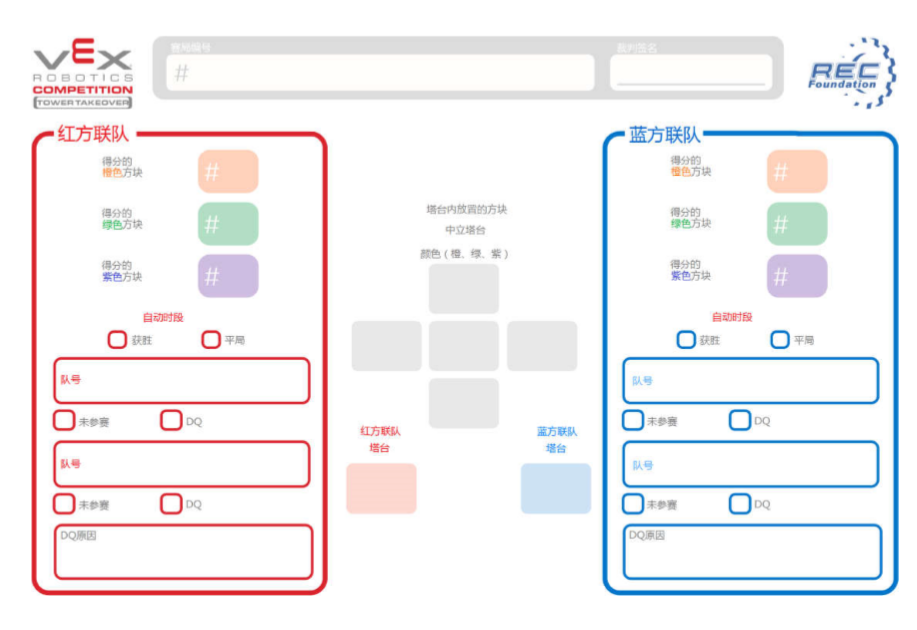 VEX
ROBOTICS
COMPETITION
TOWER TAKEOVER
赛局编号
#
裁判签名
REC
Foundation
红方联队
得分的
橙色方块
#
得分的
绿色方块
#
得分的
紫色方块
#
自动时段
获胜
平局
队号
未参赛
DQ
队号
未参赛
DQ
DQ原因
塔台内放置的方块
中立塔台
颜色(橙、绿、紫)
红方联队
塔台
蓝方联队
塔台
蓝方联队
得分的
橙色方块
#
得分的
绿色方块
#
得分的
紫色方块
#
自动时段
获胜
平局
队号
未参赛
DQ
队号
未参赛
DQ
DQ原因